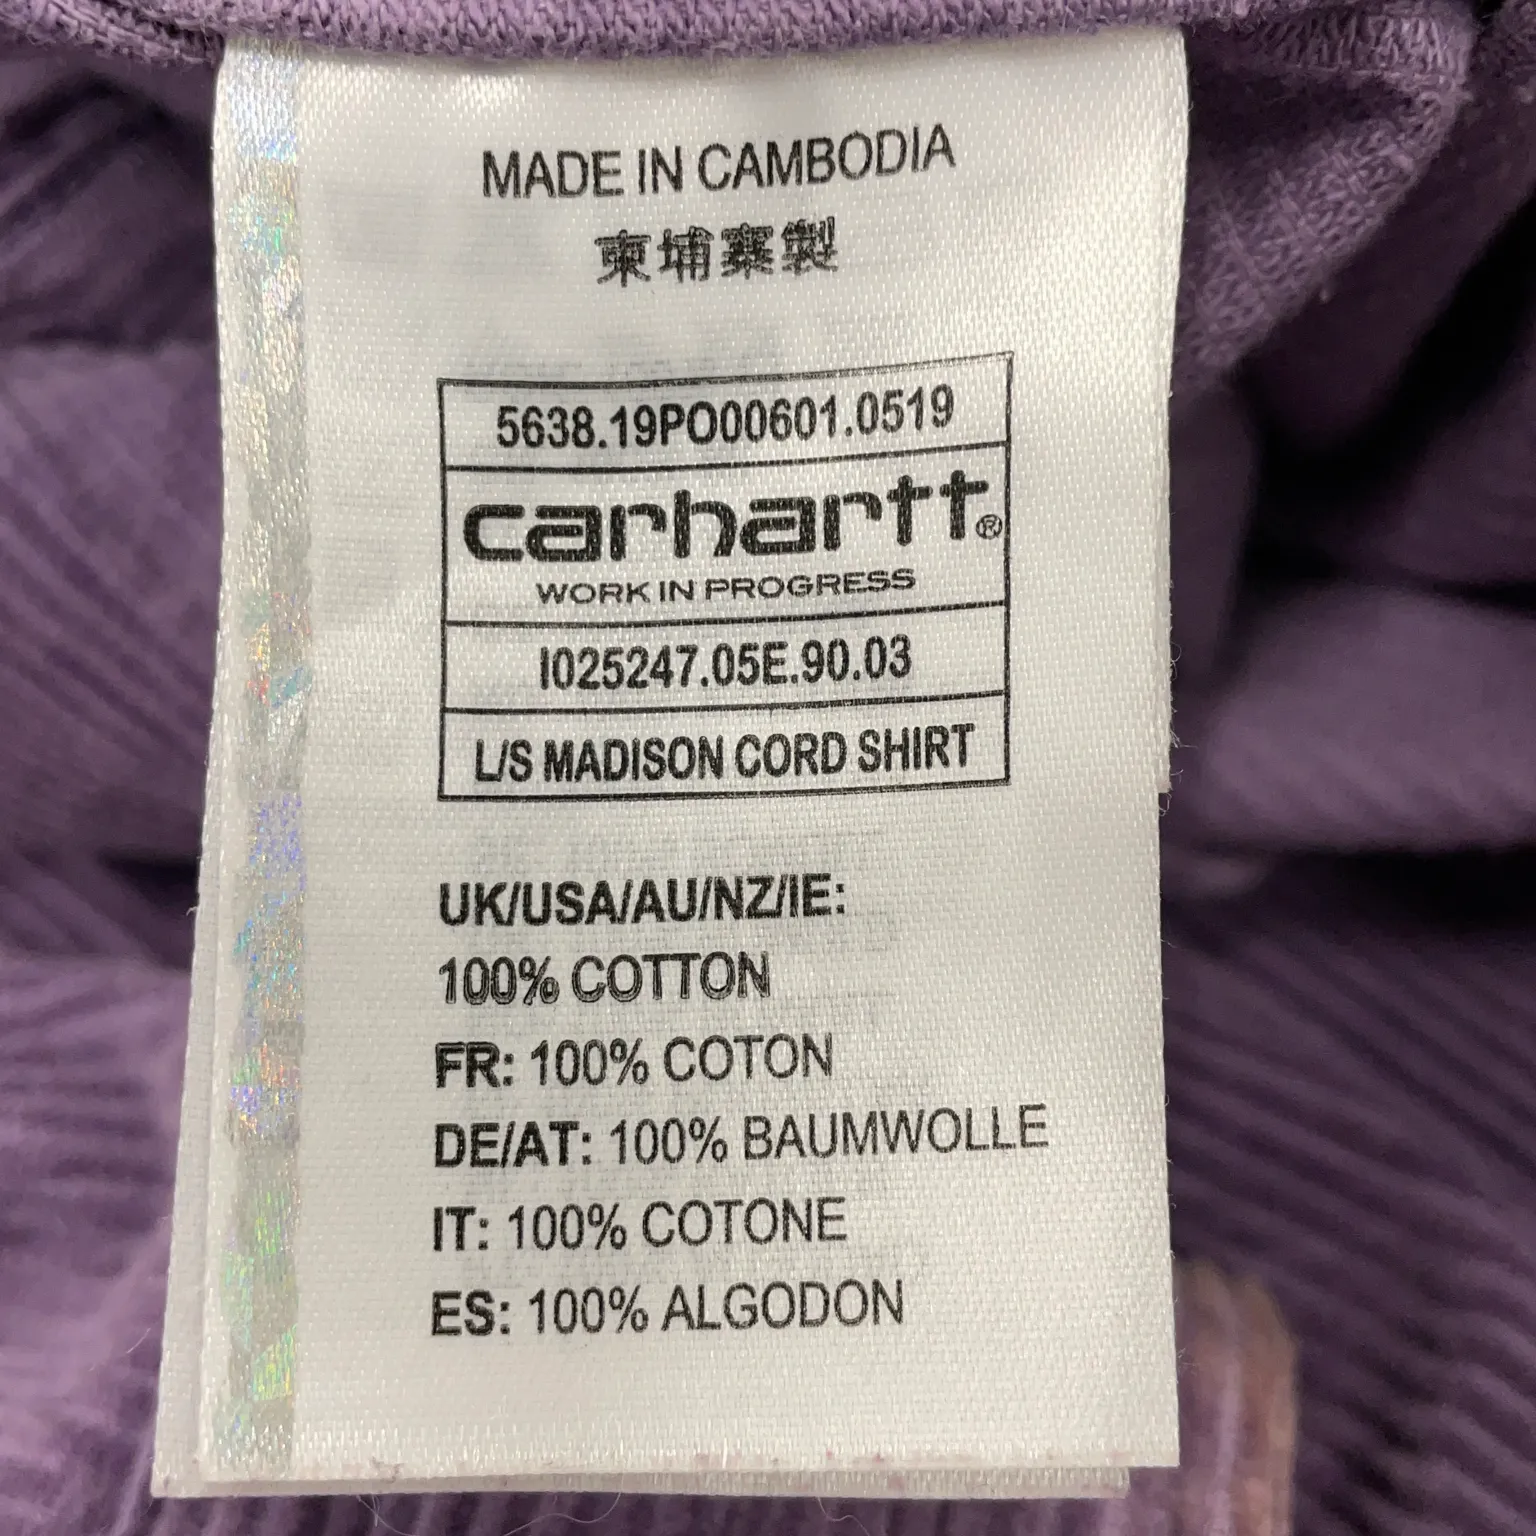 MADE IN CAMBODIA
柬埔寨製
5638.19PO00601.0519
carhartt®
WORK IN PROGRESS
I025247.05E.90.03
L/S MADISON CORD SHIRT
UK/USA/AU/NZ/IE:
100% COTTON
FR: 100% COTON
DE/AT: 100% BAUMWOLLE
IT: 100% COTONE
ES: 100% ALGODON